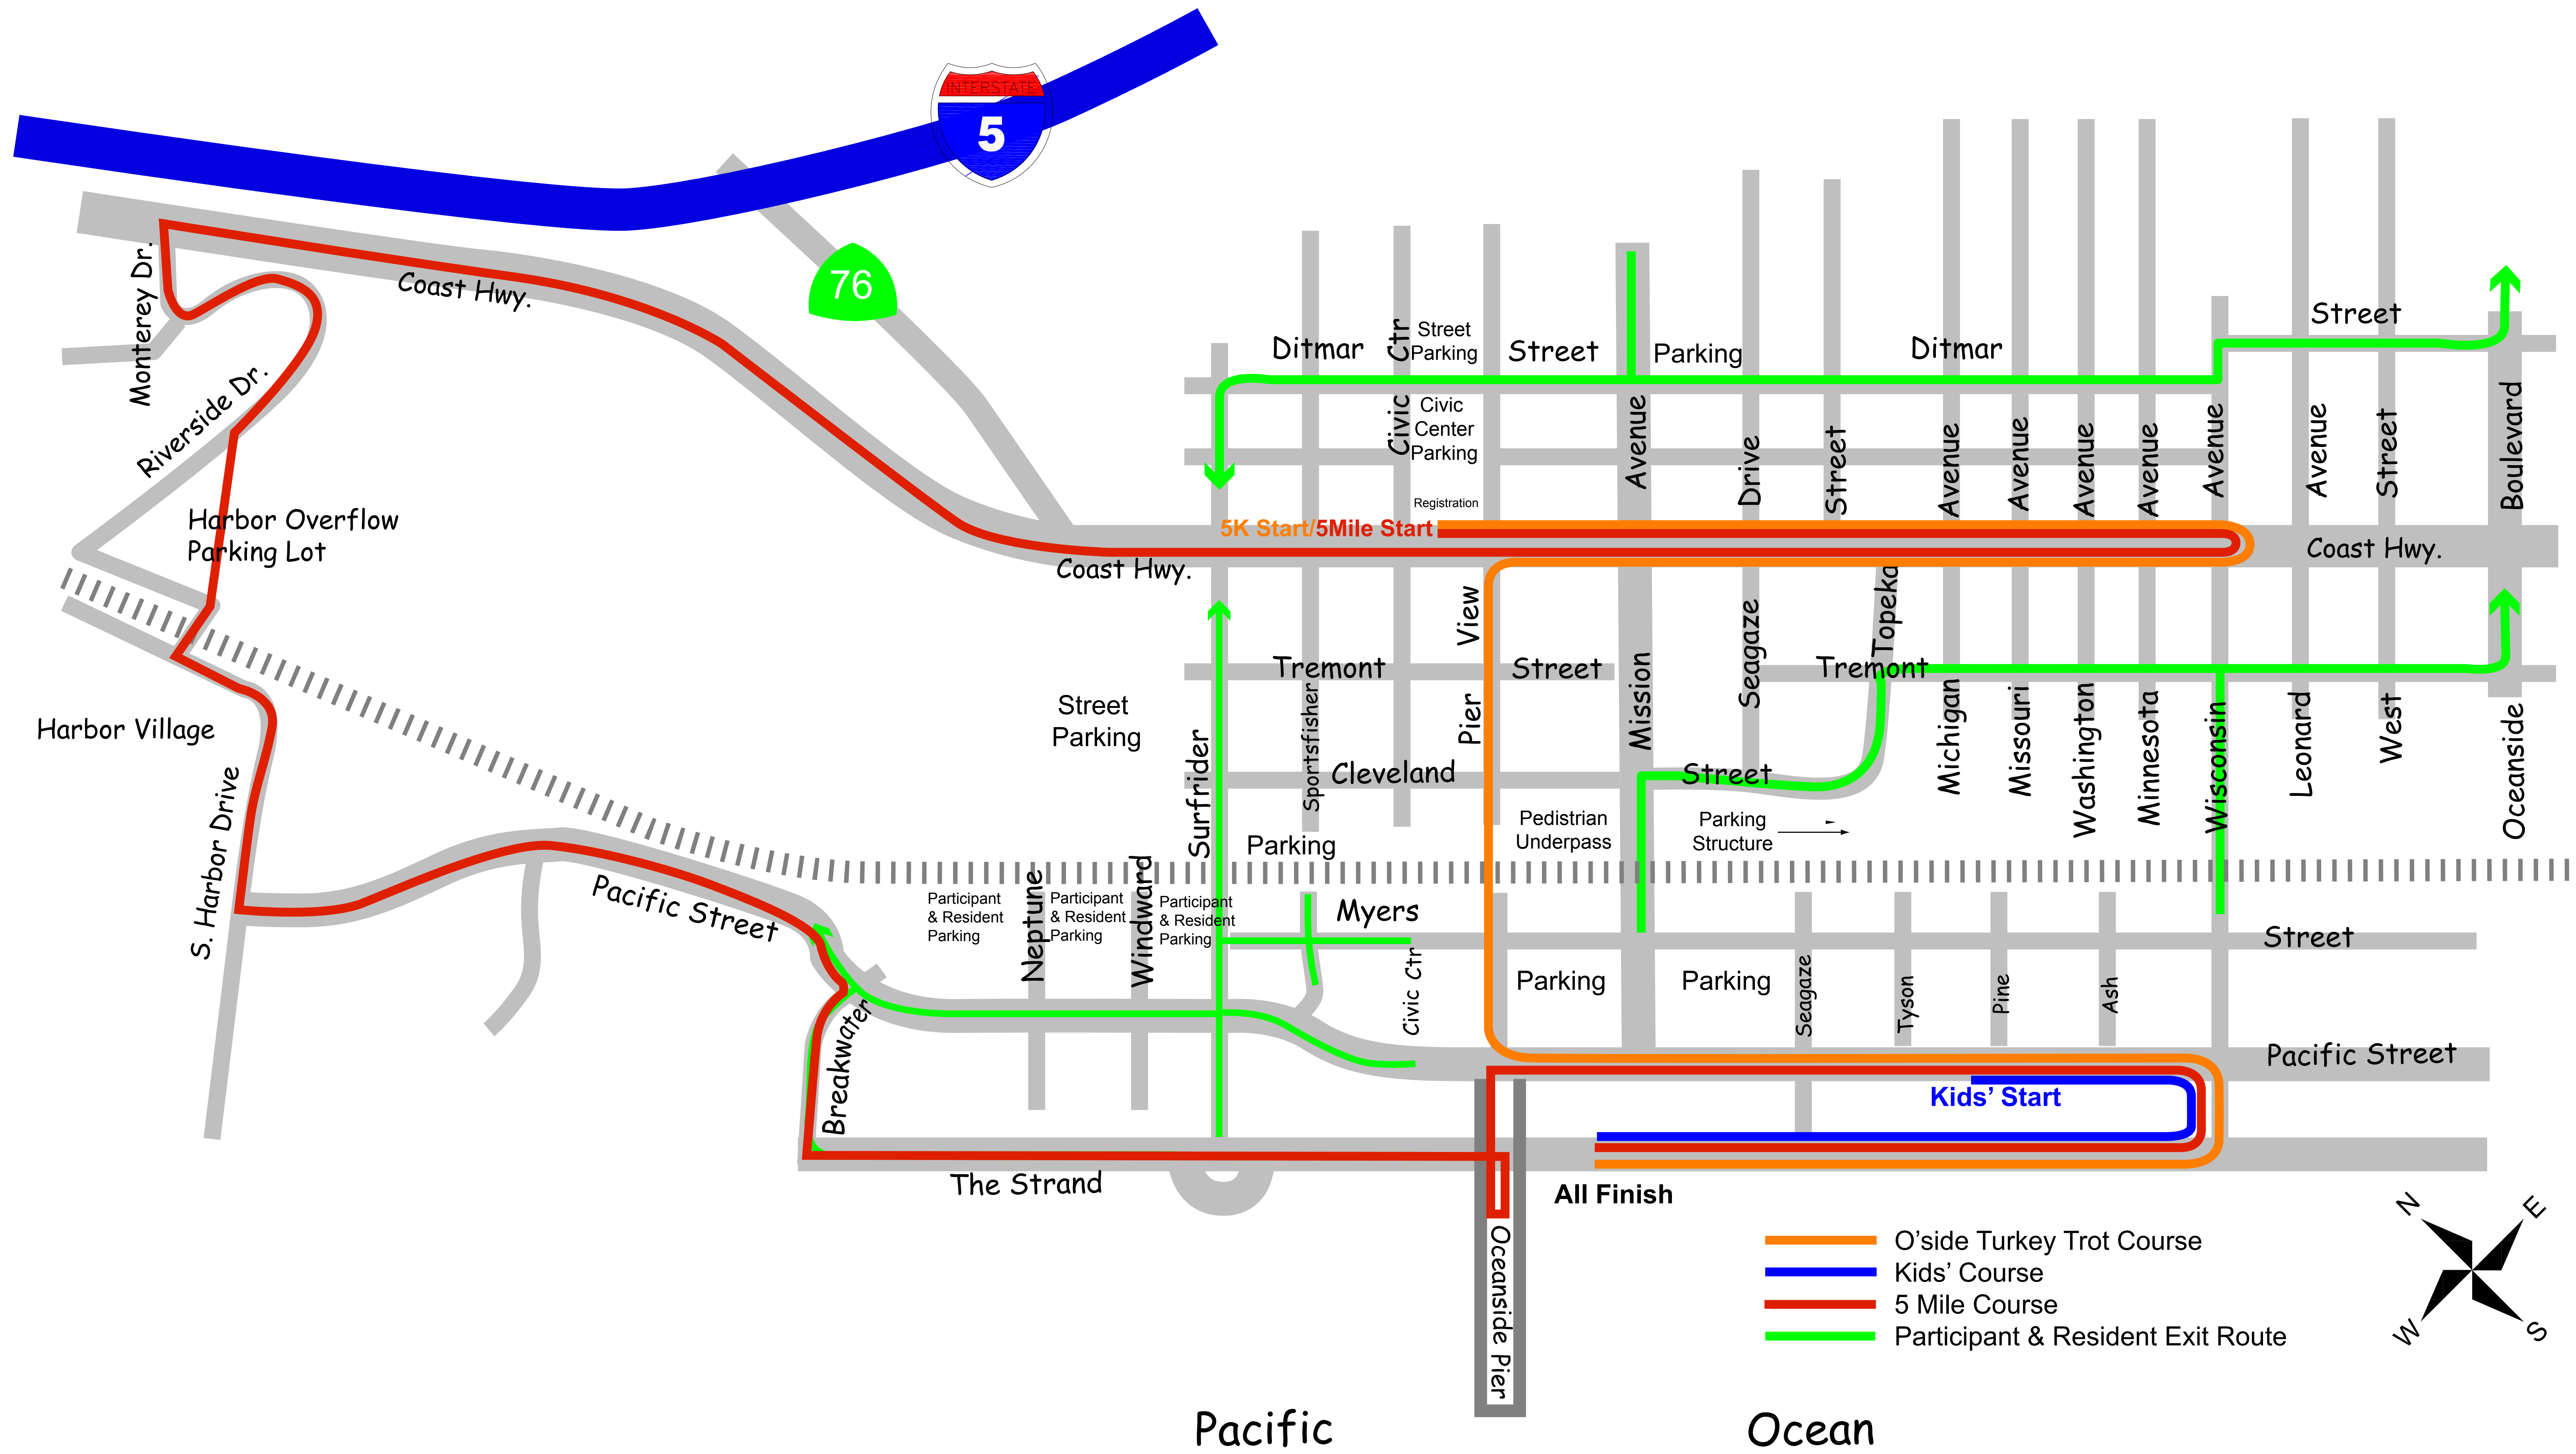 INTERSTATE
5
76
Monterey Dr.
Coast Hwy.
Riverside Dr.
Harbor Overflow
Parking Lot
Harbor Village
S. Harbor Drive
Pacific Street
Coast Hwy.
Ditmar
Civic Ctr
Street
Parking
Street
Parking
Ditmar
Street
Civic
Center
Parking
Registration
Avenue
Drive
Street
Avenue
Avenue
Avenue
Avenue
Avenue
Avenue
Street
Boulevard
5K Start/5Mile Start
Coast Hwy.
Tremont
Street
Tremont
Street
Parking
Surfrider
Sportsfisher
Cleveland
Pier View
Mission
Seagaze
Street
Topeka
Michigan
Missouri
Washington
Minnesota
Wisconsin
Leonard
West
Oceanside
Parking
Pedistrian
Underpass
Parking
Structure
Participant
& Resident
Parking
Neptune
Participant
& Resident
Parking
Windward
Participant
& Resident
Parking
Myers
Street
Civic Ctr
Parking
Parking
Seagaze
Tyson
Pine
Ash
Breakwater
Pacific Street
Kids’ Start
The Strand
All Finish
Oceanside Pier
O’side Turkey Trot Course
Kids’ Course
5 Mile Course
Participant & Resident Exit Route
N
E
W
S
Pacific Ocean